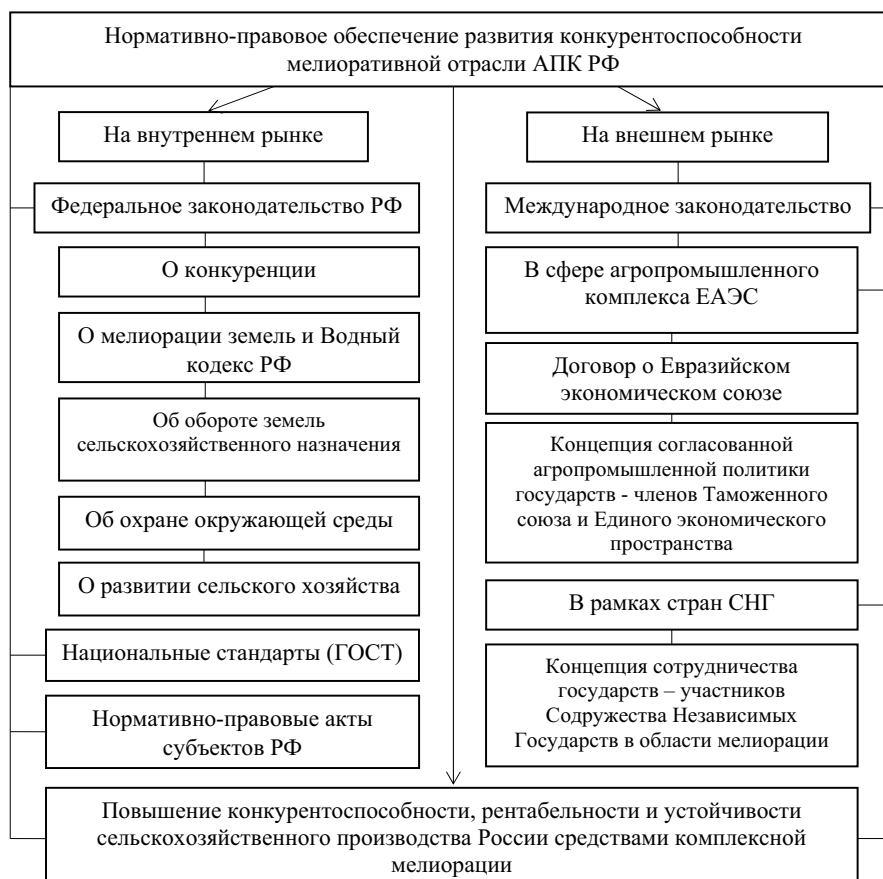 Нормативно-правовое обеспечение развития конкурентоспособности
мелиоративной отрасли АПК РФ
На внутреннем рынке
Федеральное законодательство РФ
О конкуренции
О мелиорации земель и Водный
кодекс РФ
Об обороте земель
сельскохозяйственного назначения
Об охране окружающей среды
О развитии сельского хозяйства
Национальные стандарты (ГОСТ)
Нормативно-правовые акты
субъектов РФ
На внешнем рынке
Международное законодательство
В сфере агропромышленного
комплекса ЕАЭС
Договор о Евразийском
экономическом союзе
Концепция согласованной
агропромышленной политики
государств - членов Таможенного
союза и Единого экономического
пространства
В рамках стран СНГ
Концепция сотрудничества
государств – участников
Содружества Независимых
Государств в области мелиорации
Повышение конкурентоспособности, рентабельности и устойчивости
сельскохозяйственного производства России средствами комплексной
мелиорации